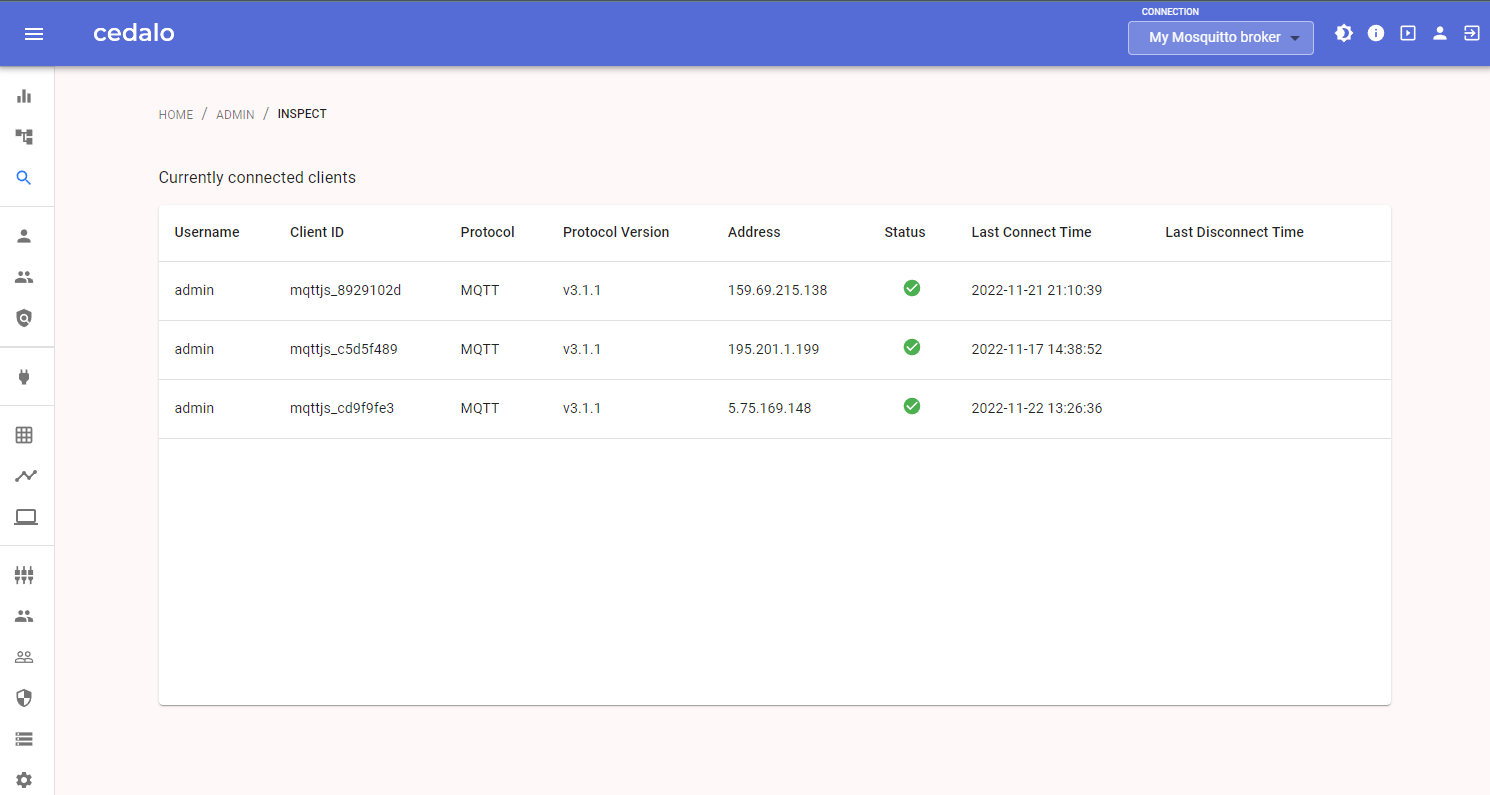 cedalo
CONNECTION
My Mosquitto broker
HOME / ADMIN / INSPECT
Currently connected clients
Username Client ID Protocol Protocol Version Address Status Last Connect Time Last Disconnect Time
admin mqttjs_8929102d MQTT v3.1.1 159.69.215.138 2022-11-21 21:10:39
admin mqttjs_c5d5f489 MQTT v3.1.1 195.201.1.199 2022-11-17 14:38:52
admin mqttjs_cd9f9fe3 MQTT v3.1.1 5.75.169.148 2022-11-22 13:26:36